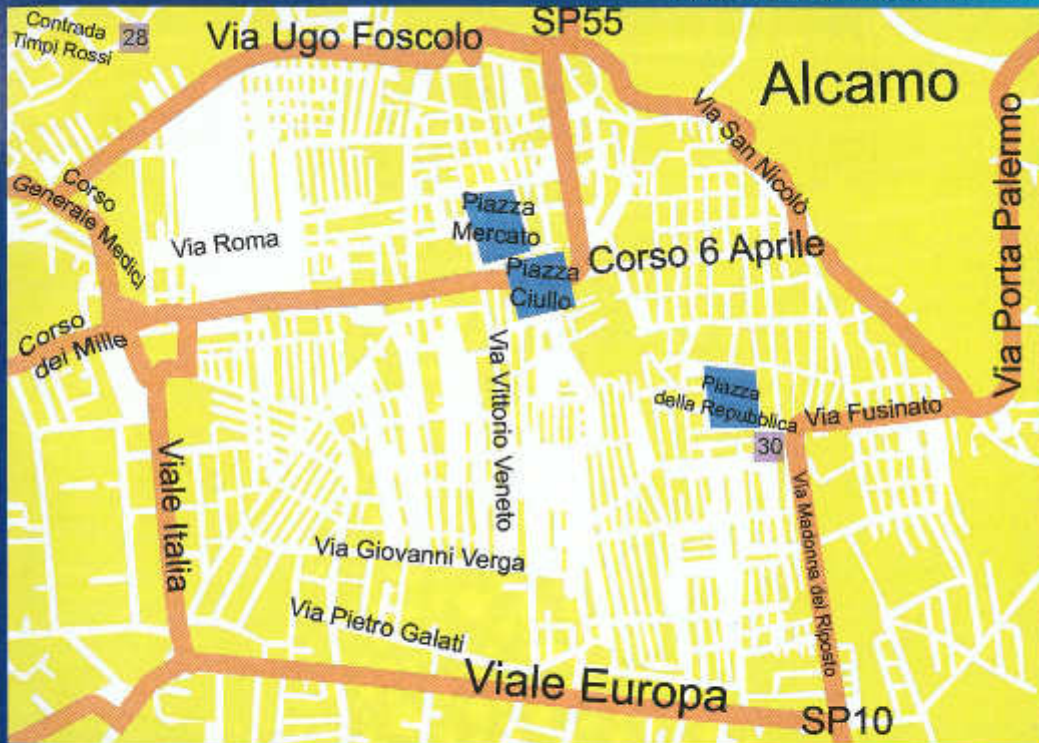 Contrada
Timpi Rossi
28
Via Ugo Foscolo
SP55
Alcamo
Via San Nicolò
Via Porta Palermo
Corso
Generale Medici
Via Roma
Piazza
Mercato
Piazza
Ciullo
Corso 6 Aprile
Corso
dei Mille
Via Vittorio Veneto
Piazza
della Repubblica
Via Fusinato
30
Viale Italia
Via Madonna del Riposto
Via Giovanni Verga
Via Pietro Galati
Viale Europa
SP10